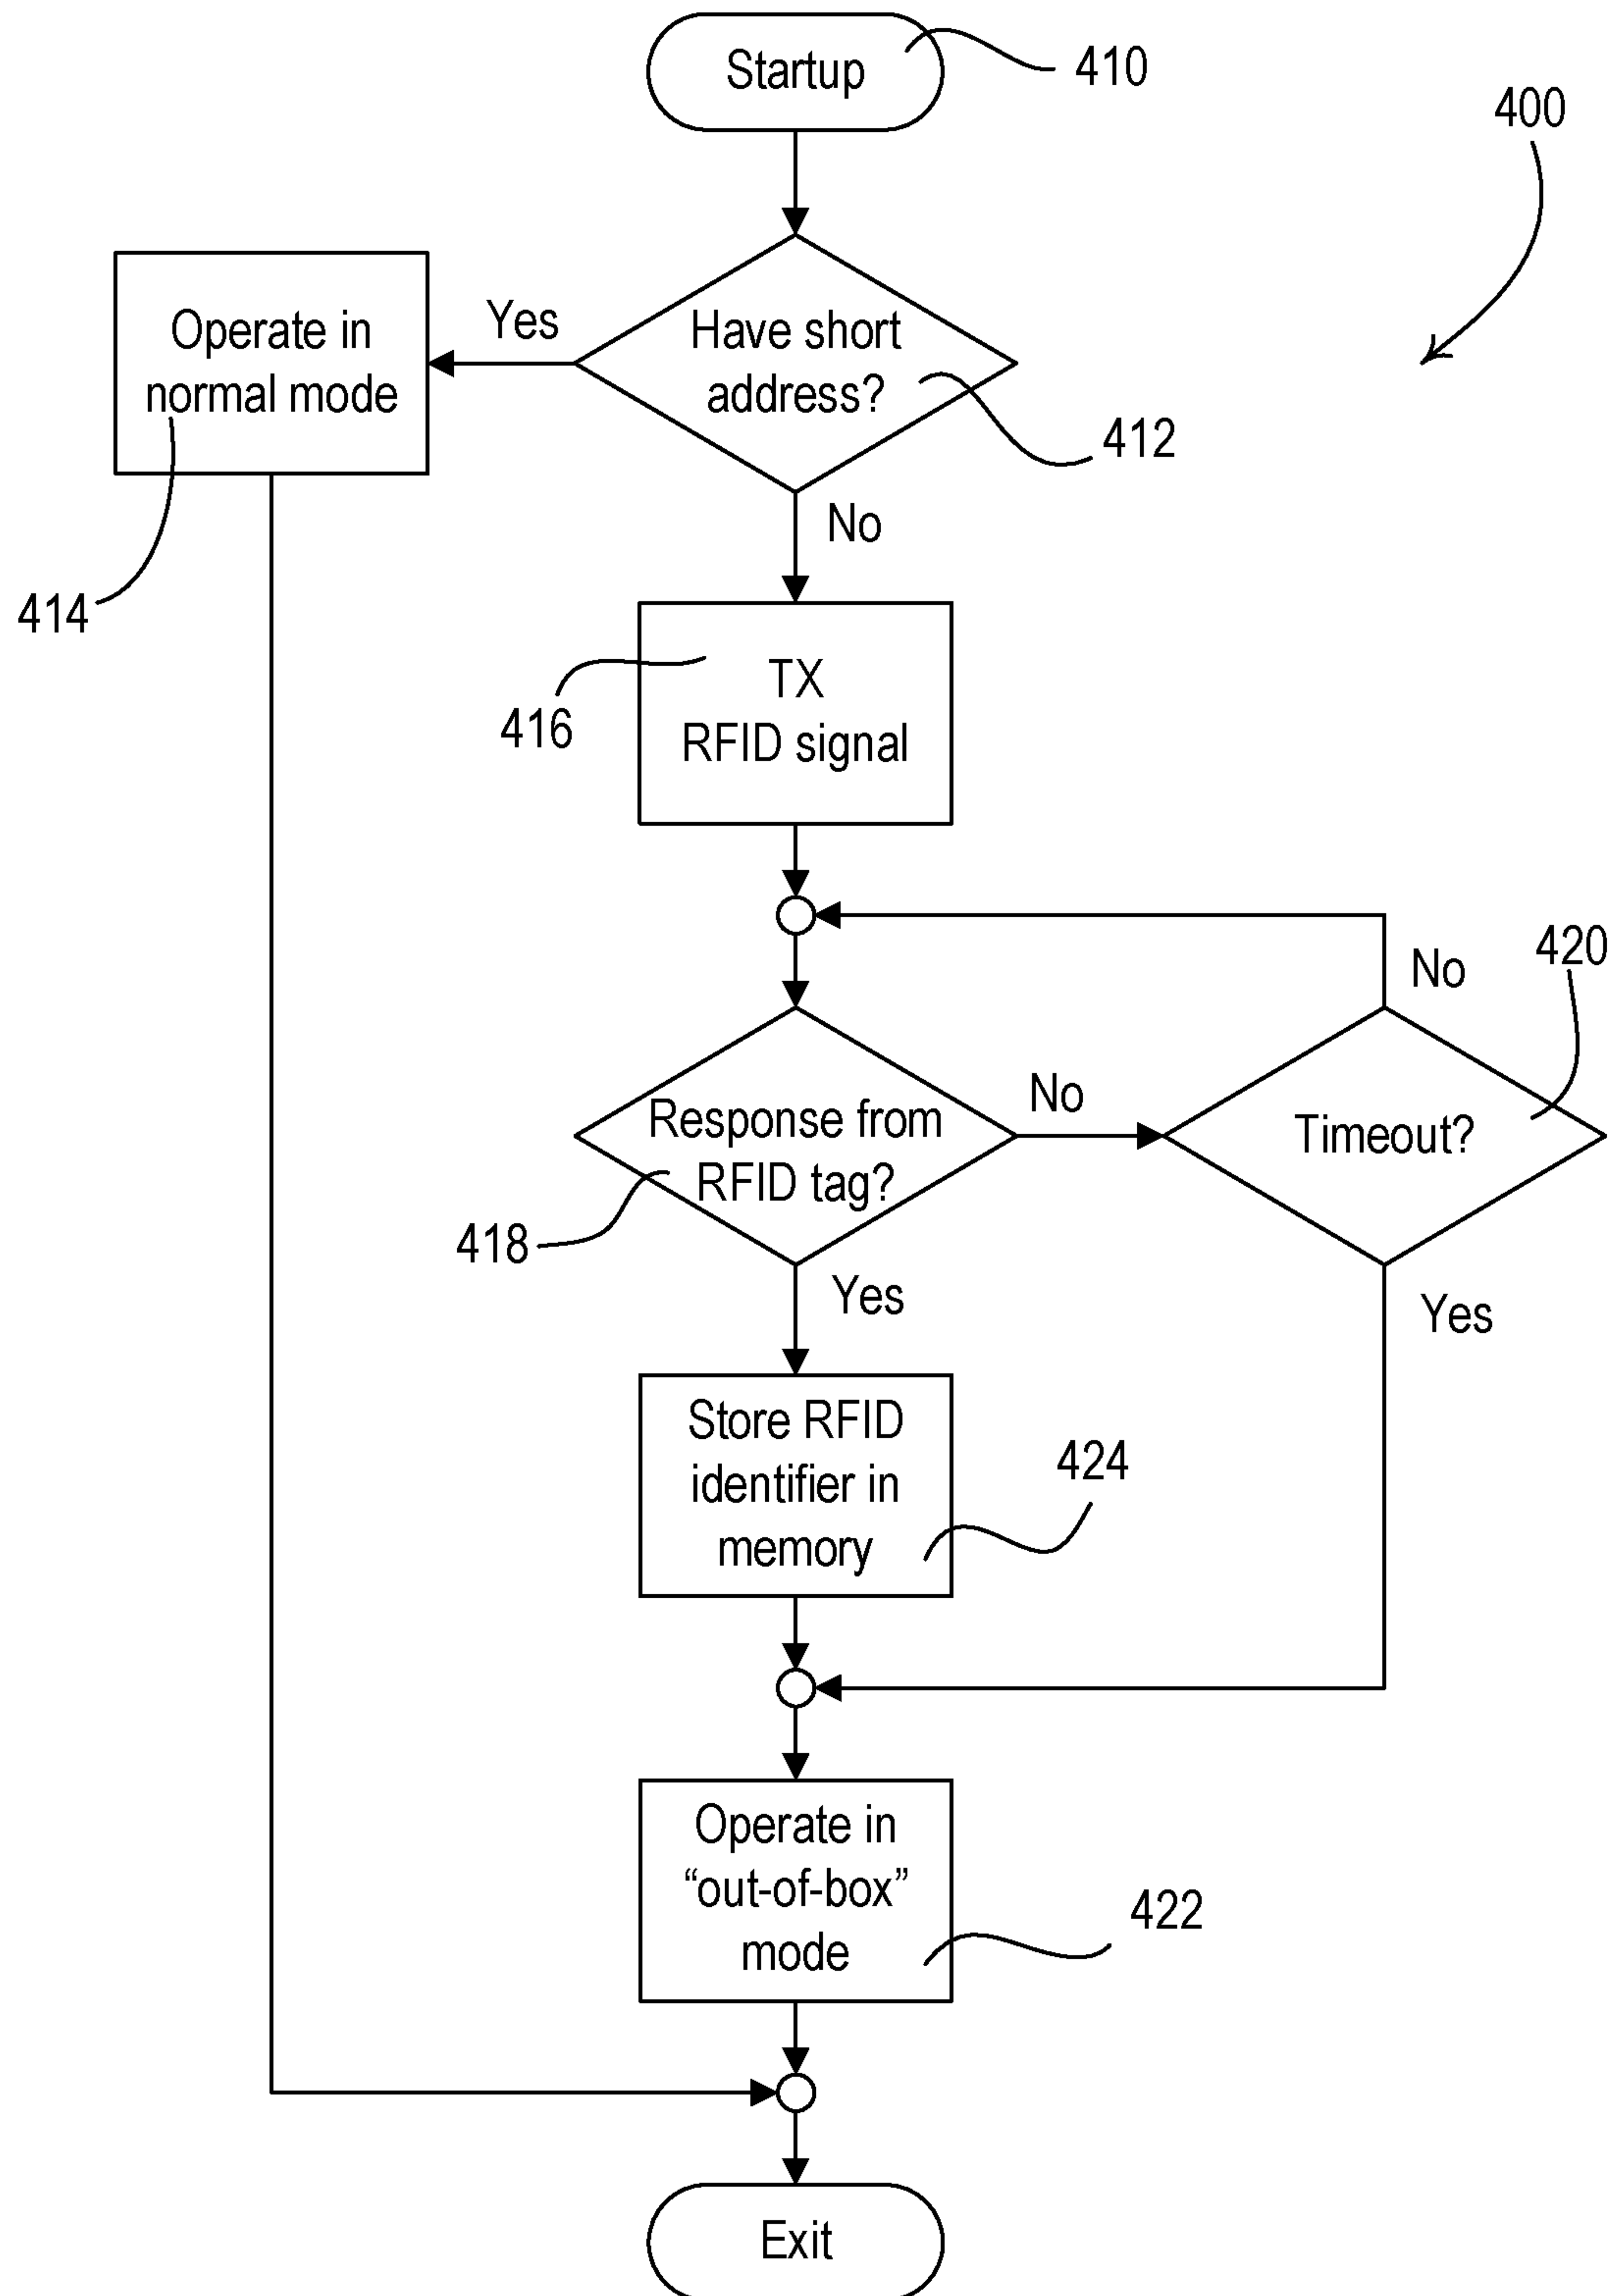 Startup
410
400
Operate in
normal mode
Yes
Have short
address?
412
No
414
TX
RFID signal
416
420
No
Response from
RFID tag?
No
Timeout?
418
Yes
Yes
Store RFID
identifier in
memory
424
Operate in
“out-of-box”
mode
422
Exit